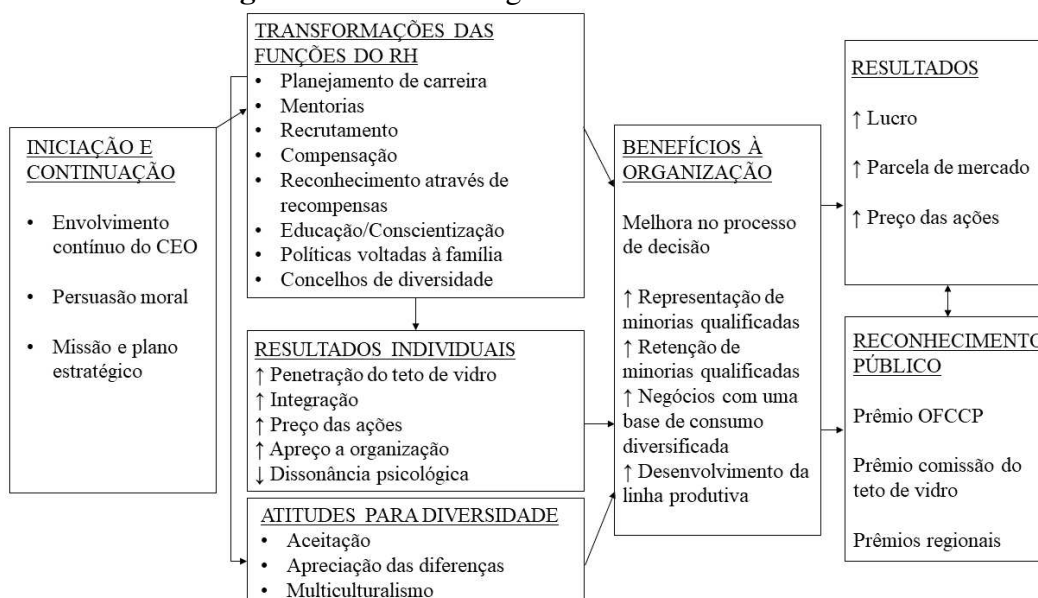 INICIAÇÃO E
CONTINUAÇÃO
• Envolvimento
contínuo do CEO
• Persuasão moral
• Missão e plano
estratégico
TRANSFORMAÇÕES DAS
FUNÇÕES DO RH
• Planejamento de carreira
• Mentorias
• Recrutamento
• Compensação
• Reconhecimento através de
recompensas
• Educação/Conscientização
• Políticas voltadas à família
• Concelhos de diversidade
RESULTADOS INDIVIDUAIS
↑ Penetração do teto de vidro
↑ Integração
↑ Preço das ações
↑ Apreço a organização
↓ Dissonância psicológica
ATITUDES PARA DIVERSIDADE
• Aceitação
• Apreciação das diferenças
• Multiculturalismo
BENEFÍCIOS À
ORGANIZAÇÃO
Melhora no processo
de decisão
↑ Representação de
minorias qualificadas
↑ Retenção de
minorias qualificadas
↑ Negócios com uma
base de consumo
diversificada
↑ Desenvolvimento da
linha produtiva
RESULTADOS
↑ Lucro
↑ Parcela de mercado
↑ Preço das ações
RECONHECIMENTO
PÚBLICO
Prêmio OFCCP
Prêmio comissão do
teto de vidro
Prêmios regionais